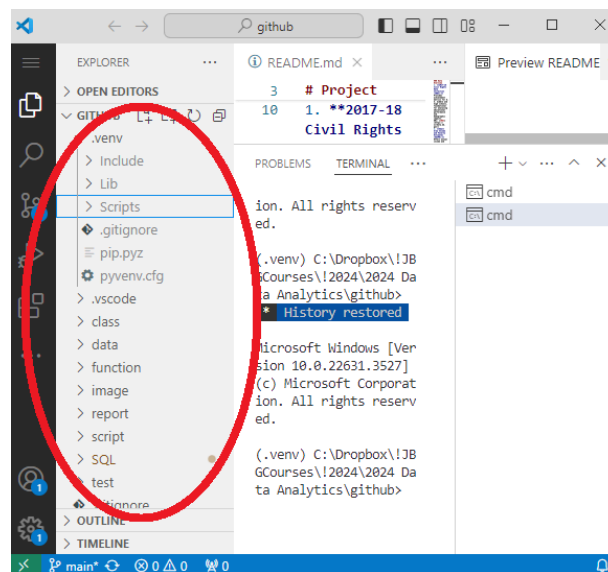 github
EXPLORER
OPEN EDITORS
.venv
Include
Lib
Scripts
.gitignore
pip.pyz
pyvenv.cfg
.vscode
class
data
function
image
report
script
SQL
test
OUTLINE
TIMELINE
README.md
3 # Project
10 1. **2017-18
Civil Rights
Preview README
PROBLEMS TERMINAL
ion. All rights reserv
ed.
(.venv) C:\Dropbox\!JB
GCourses\!2024\2024 Da
ta Analytics\github>
* History restored
Microsoft Windows [Ver
sion 10.0.22631.3527]
(c) Microsoft Corporat
ion. All rights reserv
ed.
(.venv) C:\Dropbox\!JB
GCourses\!2024\2024 Da
ta Analytics\github>
cmd
cmd
1
1
main* 0 0 0